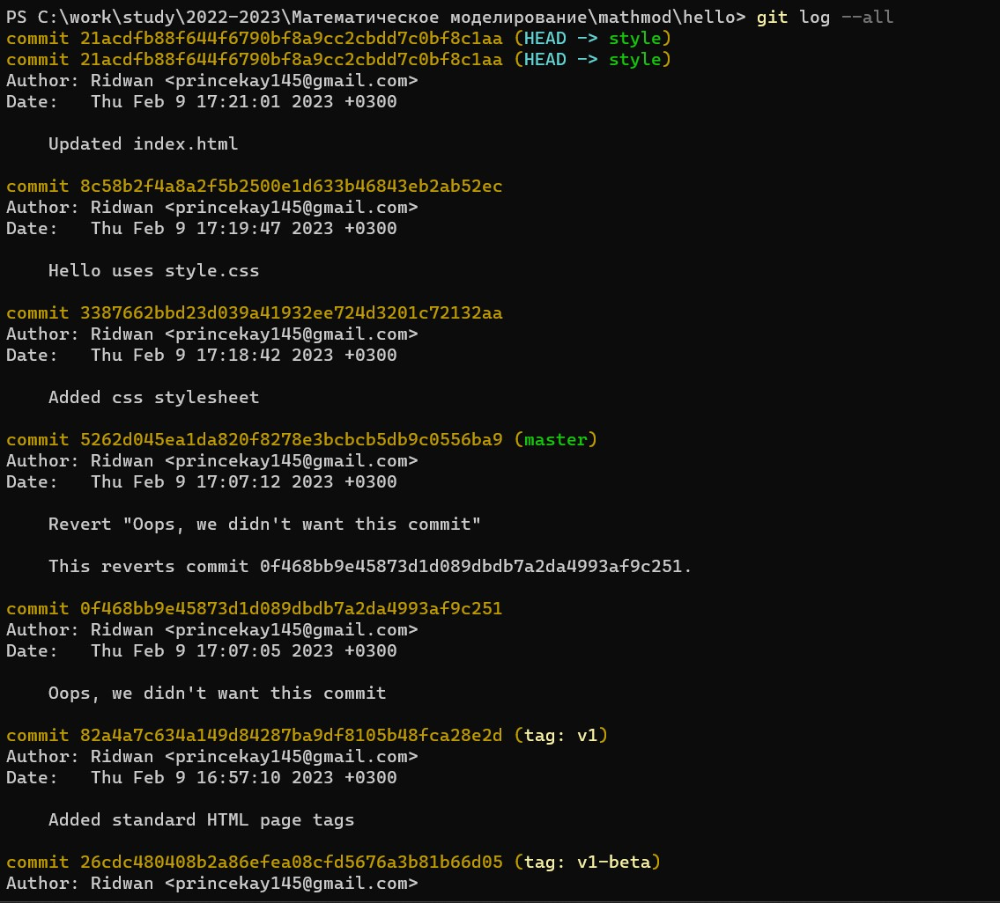 PS C:\work\study\2022-2023\Математическое моделирование\mathmod\hello> git log --all
commit 21acdfb88f644f6790bf8a9cc2cbdd7c0bf8c1aa (HEAD -> style)
commit 21acdfb88f644f6790bf8a9cc2cbdd7c0bf8c1aa (HEAD -> style)
Author: Ridwan <princekay145@gmail.com>
Date:   Thu Feb 9 17:21:01 2023 +0300

    Updated index.html

commit 8c58b2f4a8a2f5b2500e1d633b46843eb2ab52ec
Author: Ridwan <princekay145@gmail.com>
Date:   Thu Feb 9 17:19:47 2023 +0300

    Hello uses style.css

commit 3387662bbd23d039a41932ee724d3201c72132aa
Author: Ridwan <princekay145@gmail.com>
Date:   Thu Feb 9 17:18:42 2023 +0300

    Added css stylesheet

commit 5262d045ea1da820f8278e3bcbcb5db9c0556ba9 (master)
Author: Ridwan <princekay145@gmail.com>
Date:   Thu Feb 9 17:07:12 2023 +0300

    Revert "Oops, we didn't want this commit"

    This reverts commit 0f468bb9e45873d1d089dbdb7a2da4993af9c251.

commit 0f468bb9e45873d1d089dbdb7a2da4993af9c251
Author: Ridwan <princekay145@gmail.com>
Date:   Thu Feb 9 17:07:05 2023 +0300

    Oops, we didn't want this commit

commit 82a4a7c634a149d84287ba9df8105b48fca28e2d (tag: v1)
Author: Ridwan <princekay145@gmail.com>
Date:   Thu Feb 9 16:57:10 2023 +0300

    Added standard HTML page tags

commit 26cdc480408b2a86efea08cfd5676a3b81b66d05 (tag: v1-beta)
Author: Ridwan <princekay145@gmail.com>